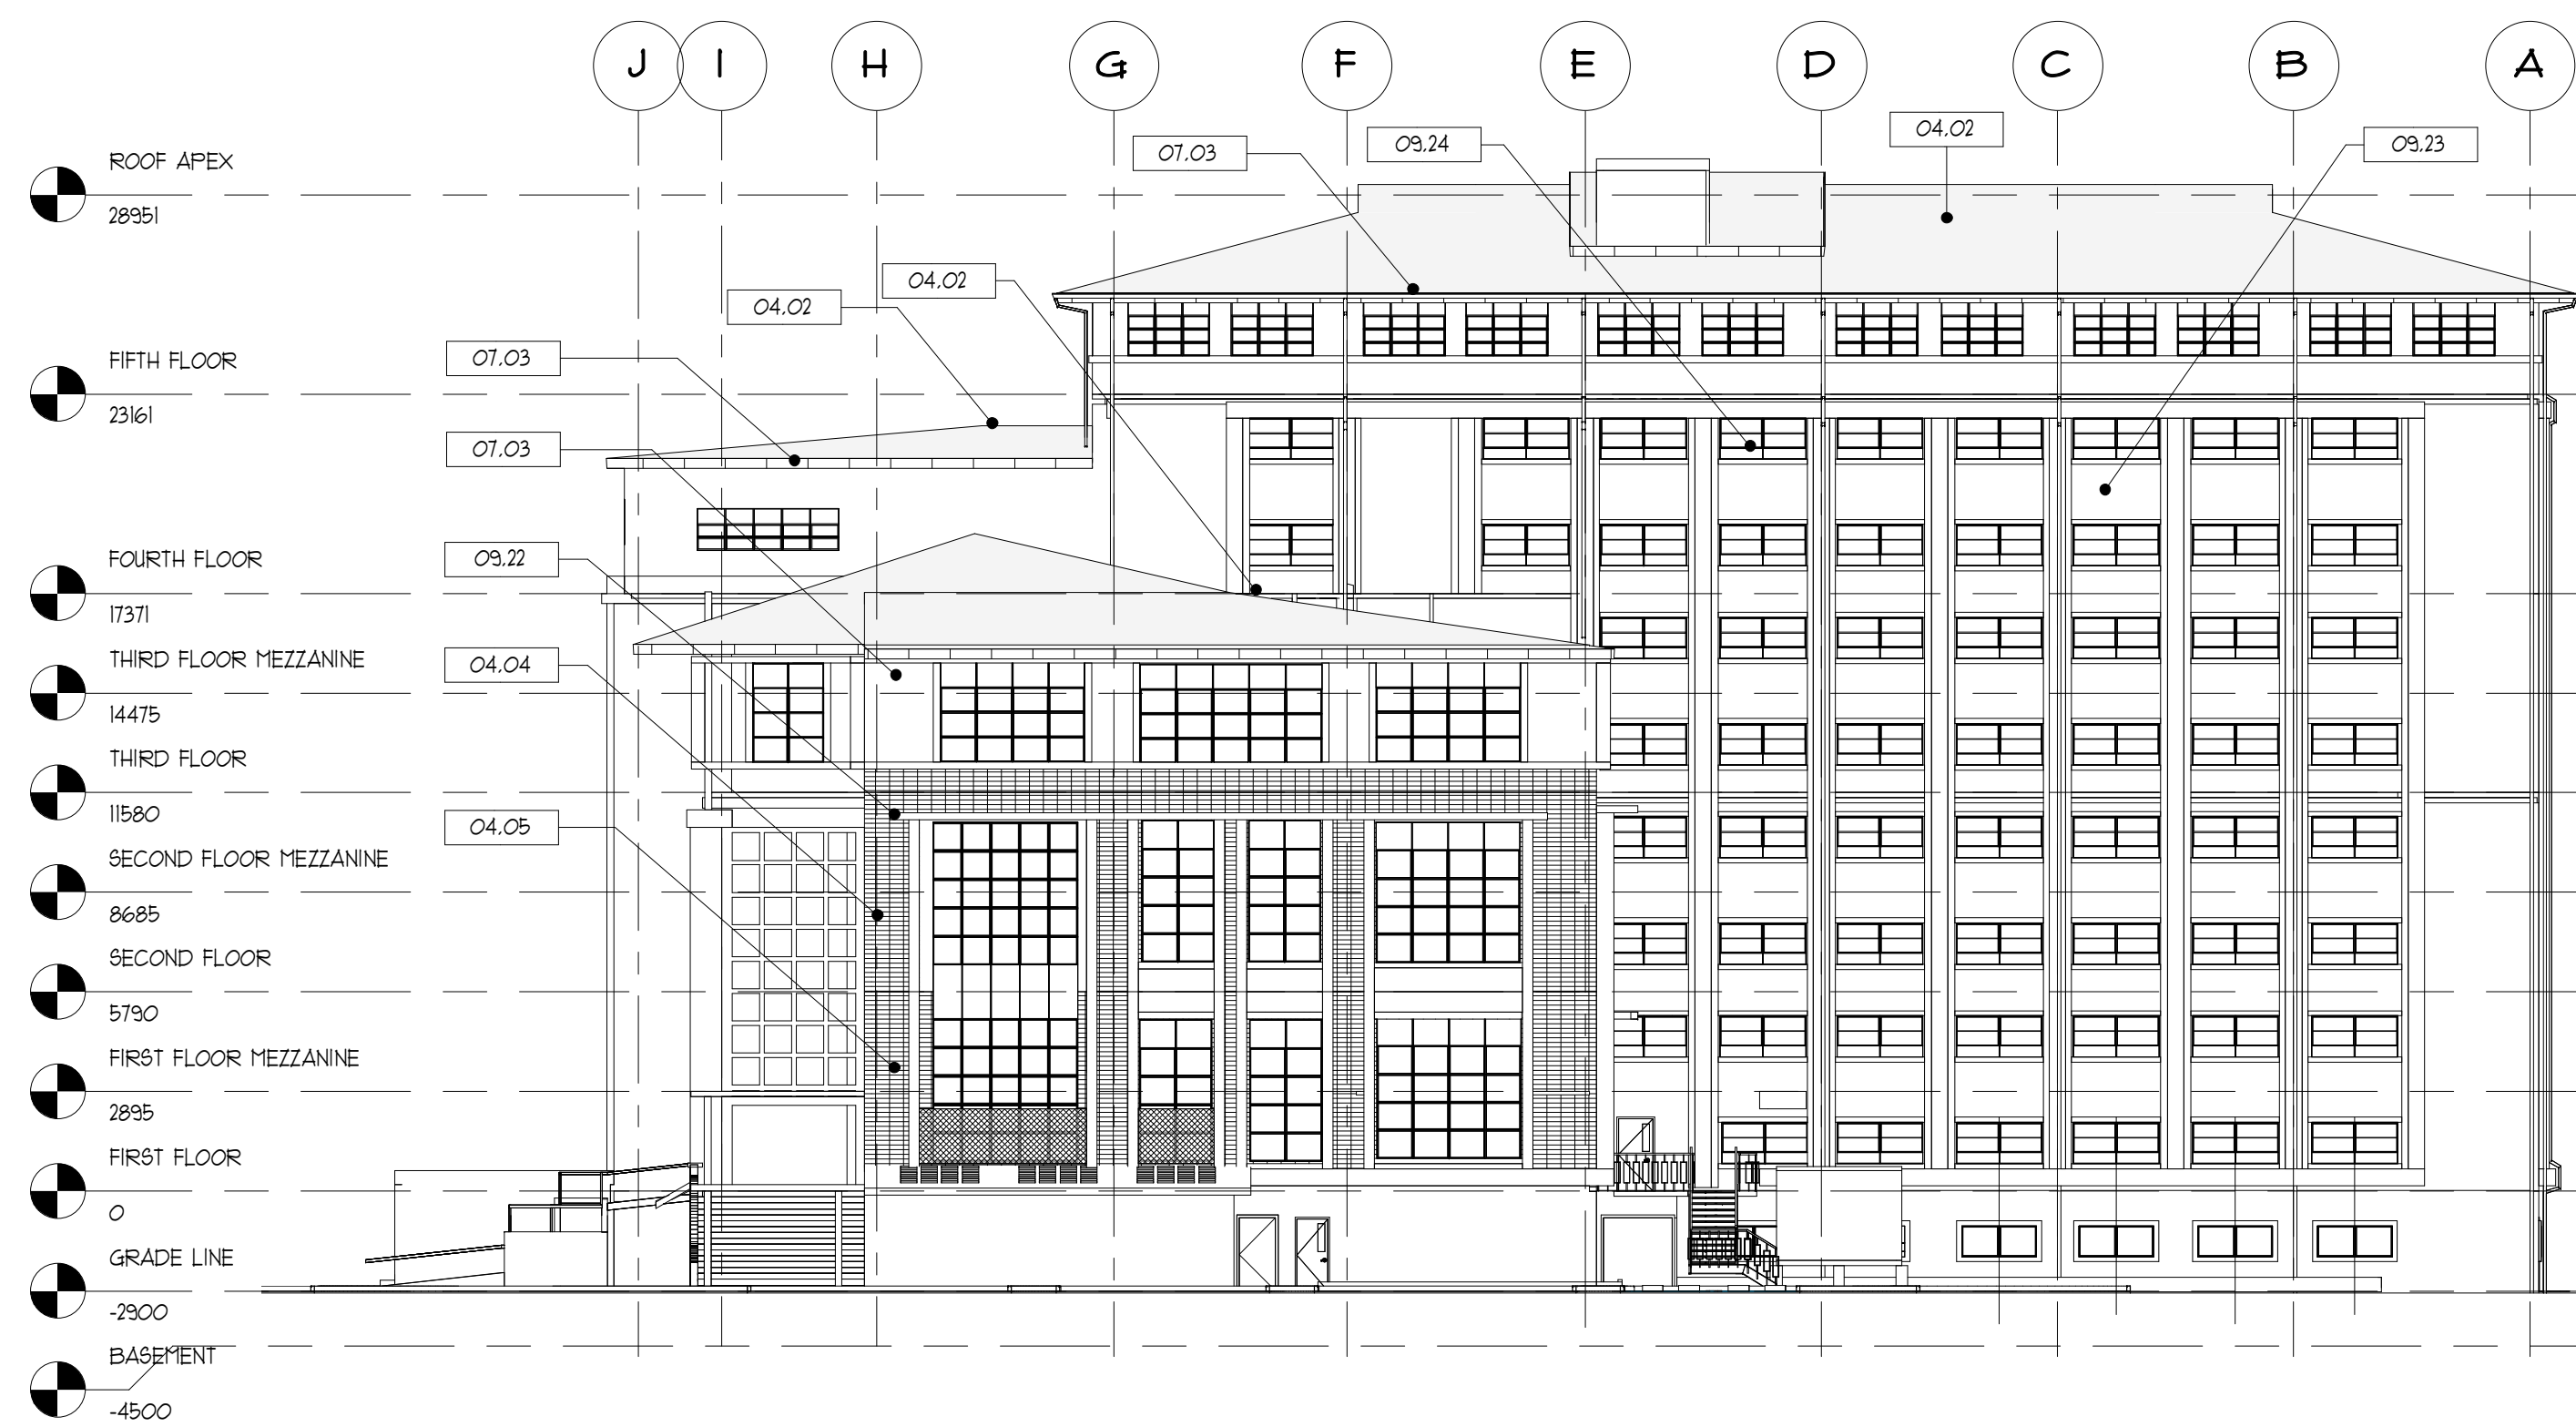 J I H G F E D C B A
04.02
09.24
09.23
07.03
ROOF APEX
28951
04.02
04.02
07.03
FIFTH FLOOR
23161
07.03
09.22
FOURTH FLOOR
17371
THIRD FLOOR MEZZANINE
04.04
14475
THIRD FLOOR
11580
04.05
SECOND FLOOR MEZZANINE
8685
SECOND FLOOR
5790
FIRST FLOOR MEZZANINE
2895
FIRST FLOOR
0
GRADE LINE
-2900
BASEMENT
-4500